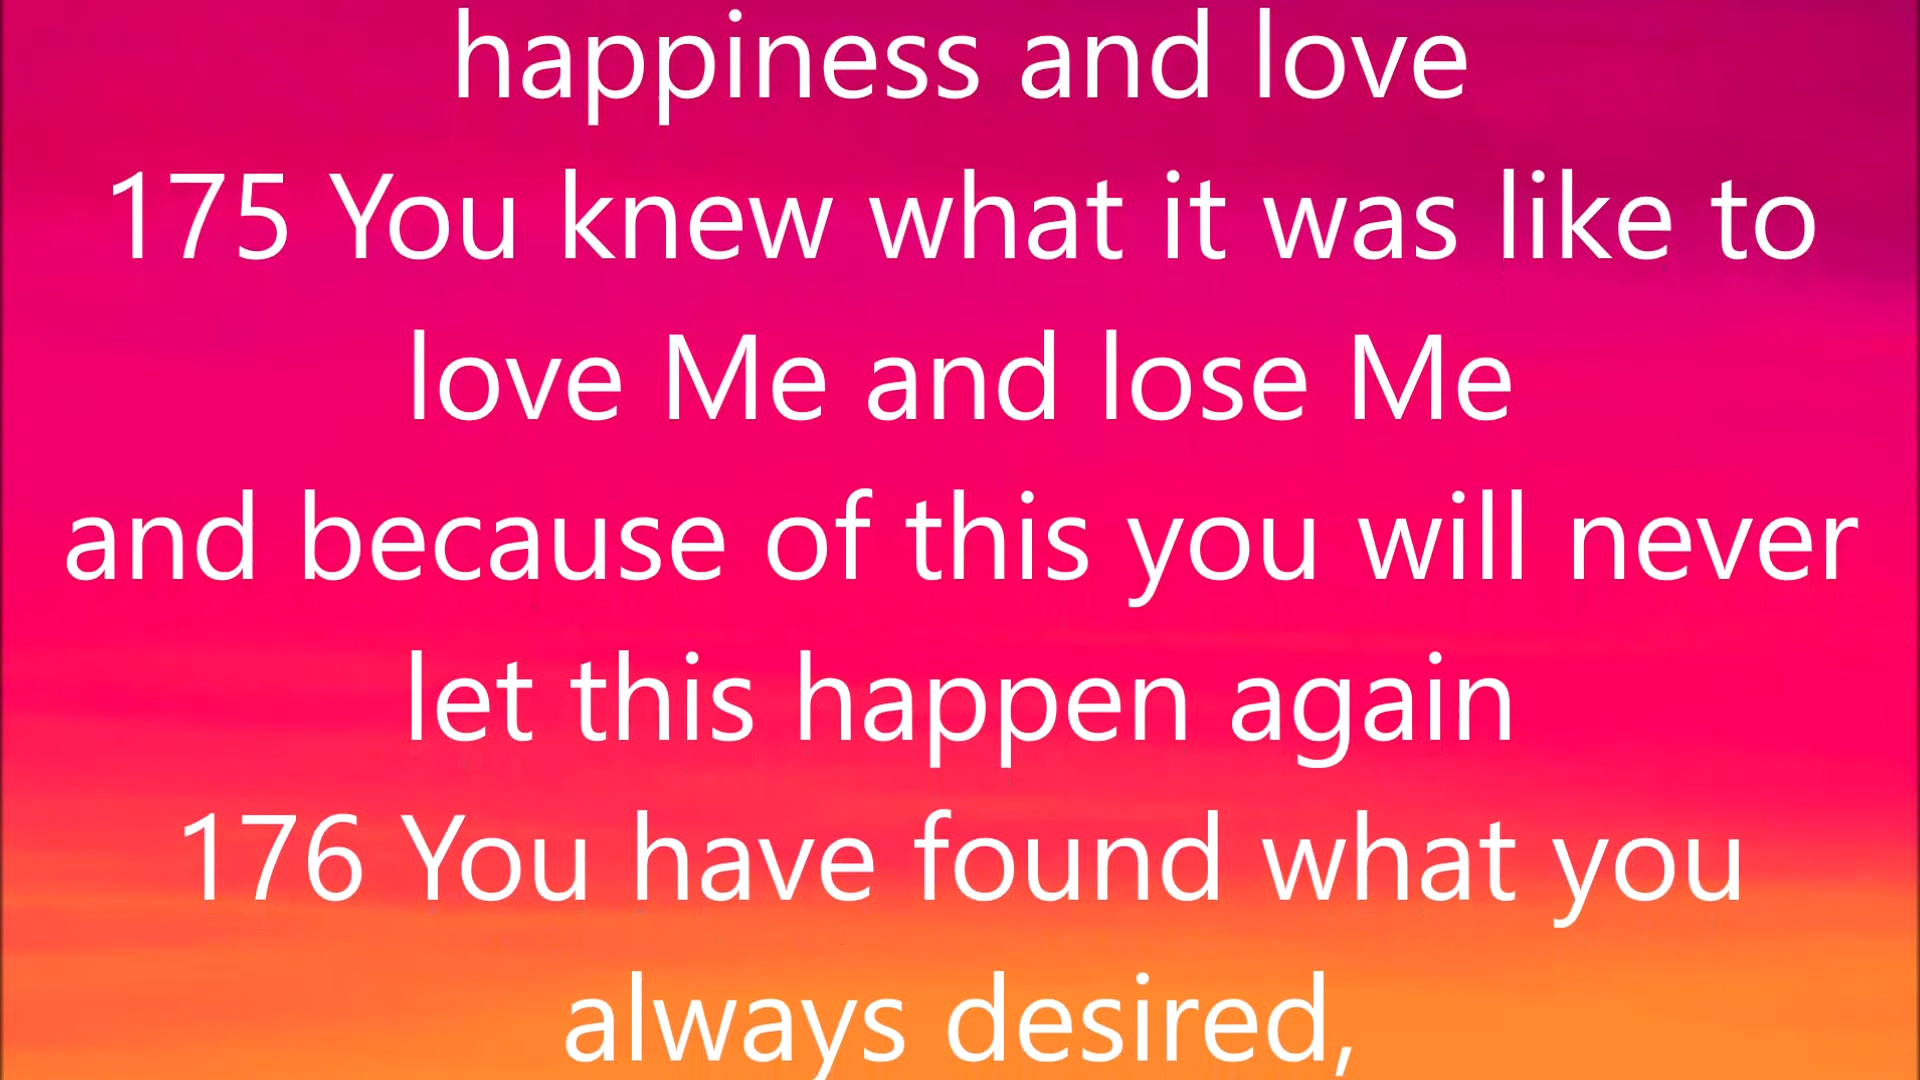 happiness and love
175 You knew what it was like to
love Me and lose Me
and because of this you will never
let this happen again
176 You have found what you
always desired,